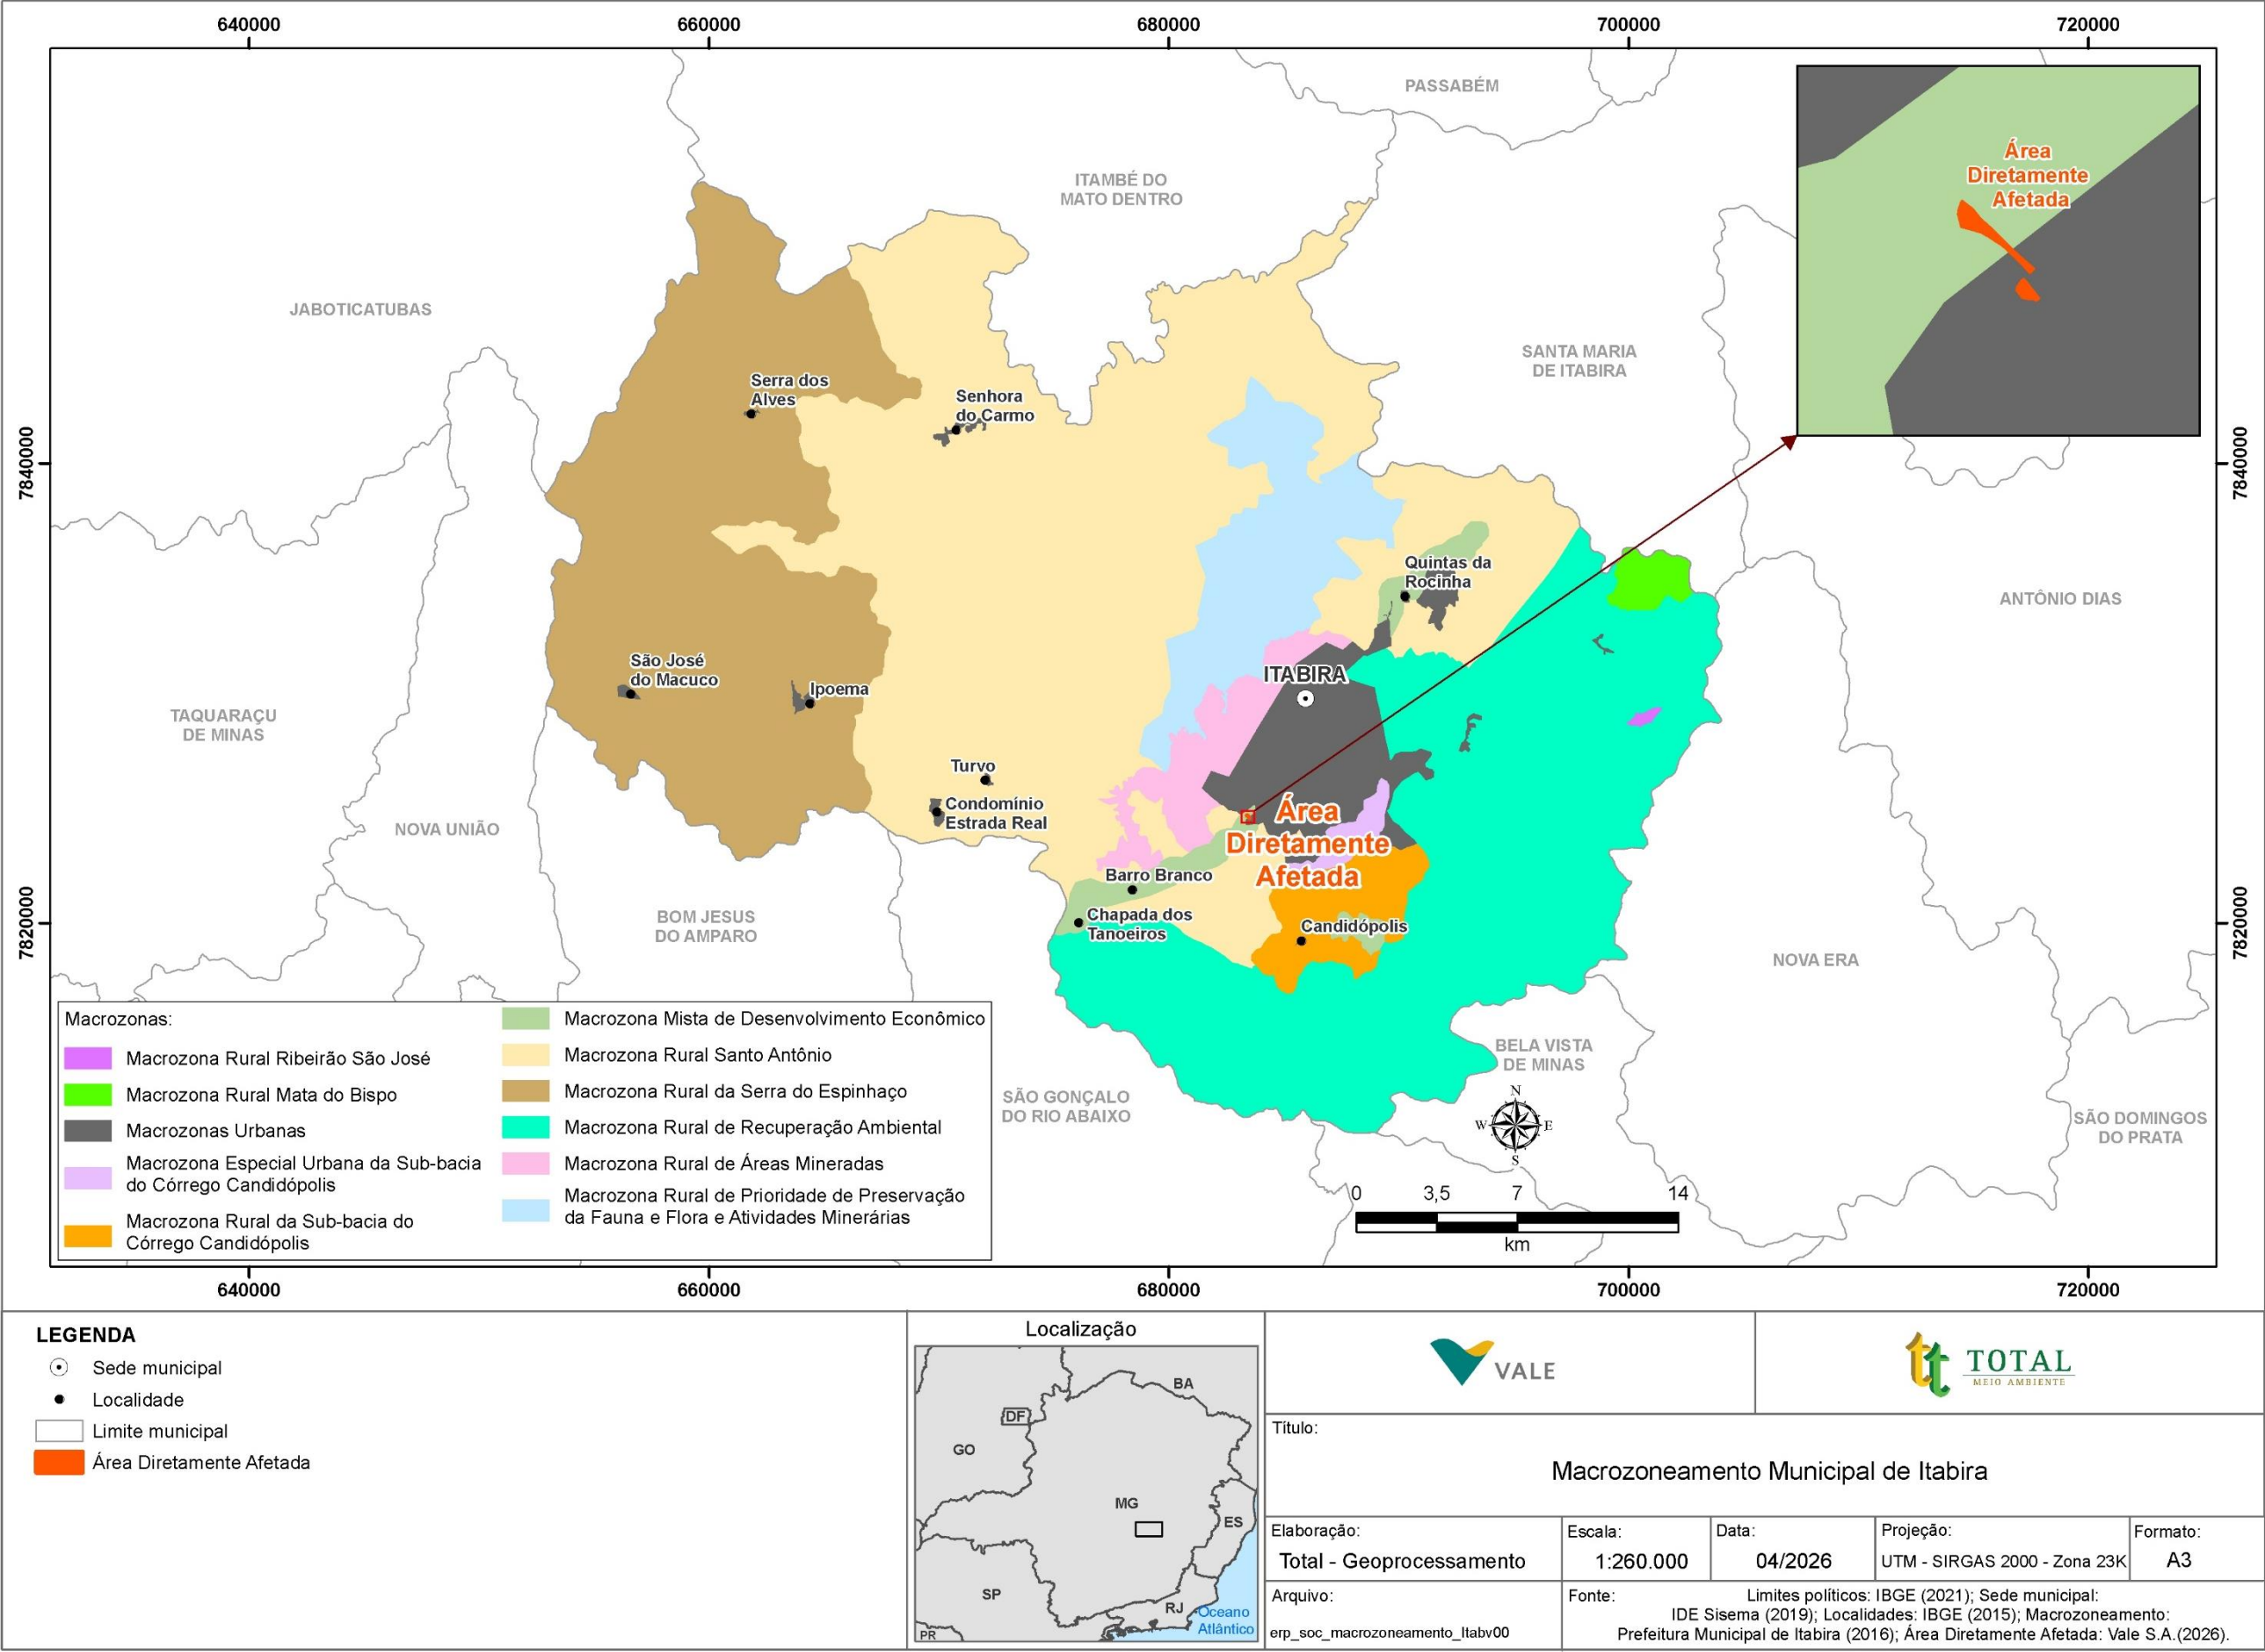 640000
660000
680000
700000
720000
PASSABÉM
ITAMBÉ DO
MATO DENTRO
JABOTICATUBAS
SANTA MARIA
DE ITABIRA
Área
Diretamente
Afetada
Serra dos
Alves
Senhora
do Carmo
7840000
7840000
Quintas da
Rocinha
ANTÔNIO DIAS
São José
do Macuco
Ipoema
ITABIRA
TAQUARAÇU
DE MINAS
Turvo
Condomínio
Estrada Real
NOVA UNIÃO
Área
Diretamente
Afetada
Barro Branco
Chapada dos
Tanoeiros
Candidópolis
BOM JESUS
DO AMPARO
7820000
7820000
NOVA ERA
BELA VISTA
DE MINAS
SÃO GONÇALO
DO RIO ABAIXO
SÃO DOMINGOS
DO PRATA
N
W
E
S
0
3,5
7
14
km
Macrozonas:
Macrozona Rural Ribeirão São José
Macrozona Rural Mata do Bispo
Macrozonas Urbanas
Macrozona Especial Urbana da Sub-bacia
do Córrego Candidópolis
Macrozona Rural da Sub-bacia do
Córrego Candidópolis
Macrozona Mista de Desenvolvimento Econômico
Macrozona Rural Santo Antônio
Macrozona Rural da Serra do Espinhaço
Macrozona Rural de Recuperação Ambiental
Macrozona Rural de Áreas Mineradas
Macrozona Rural de Prioridade de Preservação
da Fauna e Flora e Atividades Minerárias
640000
660000
680000
700000
720000
LEGENDA
Sede municipal
Localidade
Limite municipal
Área Diretamente Afetada
Localização
BA
DF
GO
MG
ES
SP
RJ
Oceano
Atlântico
PR
VALE
TOTAL
MEIO AMBIENTE
Título:
Macrozoneamento Municipal de Itabira
Elaboração:
Total - Geoprocessamento
Escala:
1:260.000
Data:
04/2026
Projeção:
UTM - SIRGAS 2000 - Zona 23K
Formato:
A3
Arquivo:
erp_soc_macrozoneamento_Itabv00
Fonte:
Limites políticos: IBGE (2021); Sede municipal:
IDE Sisema (2019); Localidades: IBGE (2015); Macrozoneamento:
Prefeitura Municipal de Itabira (2016); Área Diretamente Afetada: Vale S.A.(2026).